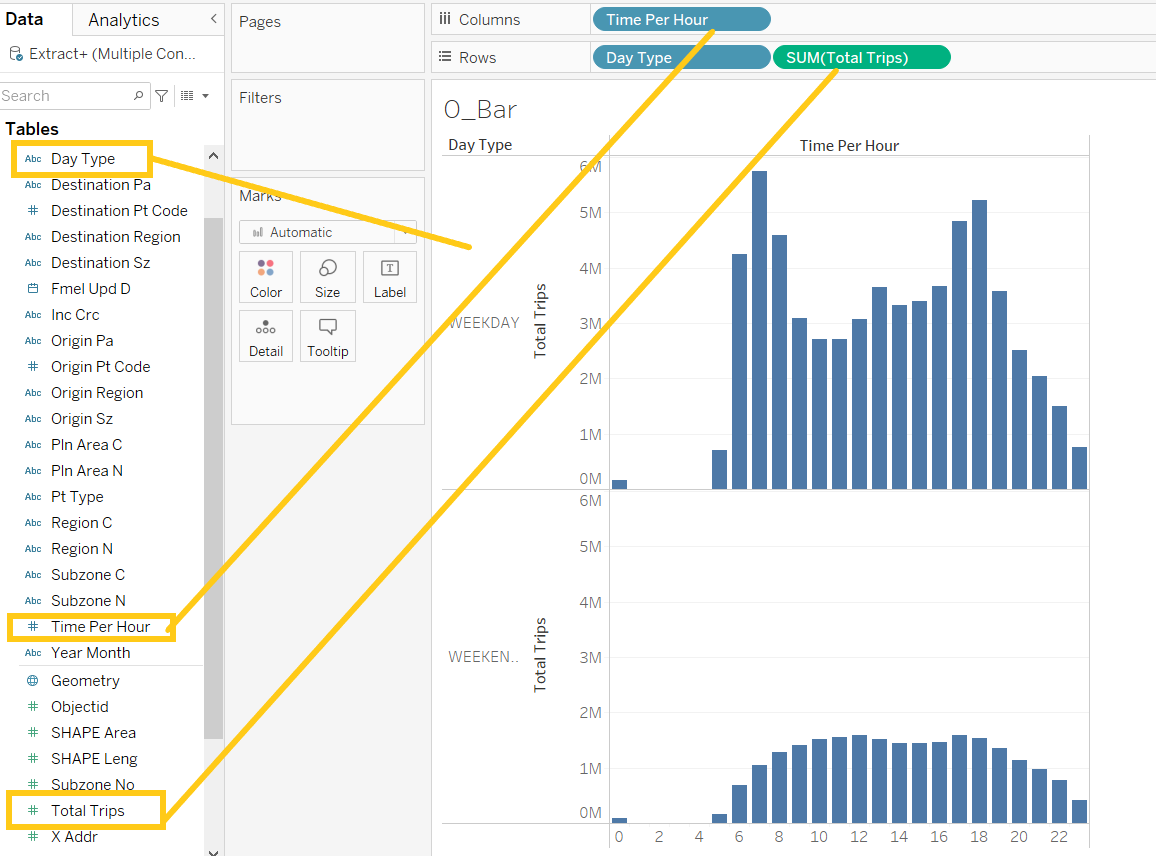 Data
Analytics
Extract+ (Multiple Con...
Search
Tables
Abc Day Type
Abc Destination Pa
# Destination Pt Code
Abc Destination Region
Abc Destination Sz
Fmel Upd D
Abc Inc Crc
Abc Origin Pa
# Origin Pt Code
Abc Origin Region
Abc Origin Sz
Abc Pln Area C
Abc Pln Area N
Abc Pt Type
Abc Region C
Abc Region N
Abc Subzone C
Abc Subzone N
# Time Per Hour
Abc Year Month
Geometry
# Objectid
# SHAPE Area
# SHAPE Leng
# Subzone No
# Total Trips
# X Addr
Pages
Filters
Marks
Automatic
Color
Size
T
Label
Detail
Tooltip
Columns
Time Per Hour
Rows
Day Type
SUM(Total Trips)
O_Bar
Day Type
Time Per Hour
WEEKDAY
Total Trips
6M
5M
4M
3M
2M
1M
0M
WEEKEN..
Total Trips
6M
5M
4M
3M
2M
1M
0M
0 2 4 6 8 10 12 14 16 18 20 22